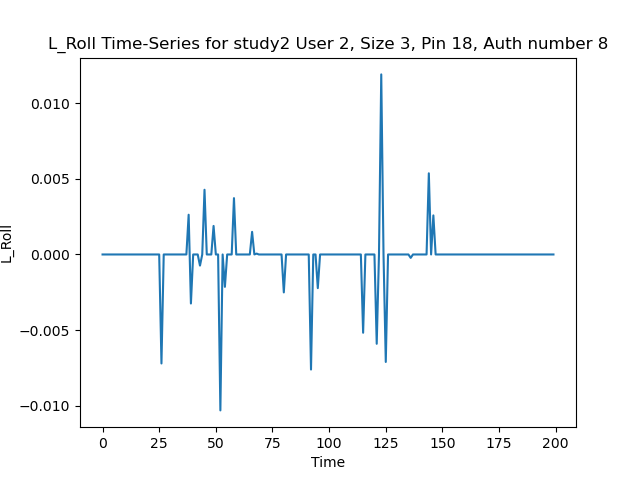 L_Roll Time-Series for study2 User 2, Size 3, Pin 18, Auth number 8
L_Roll
0.010
0.005
0.000
−0.005
−0.010
0 25 50 75 100 125 150 175 200
Time